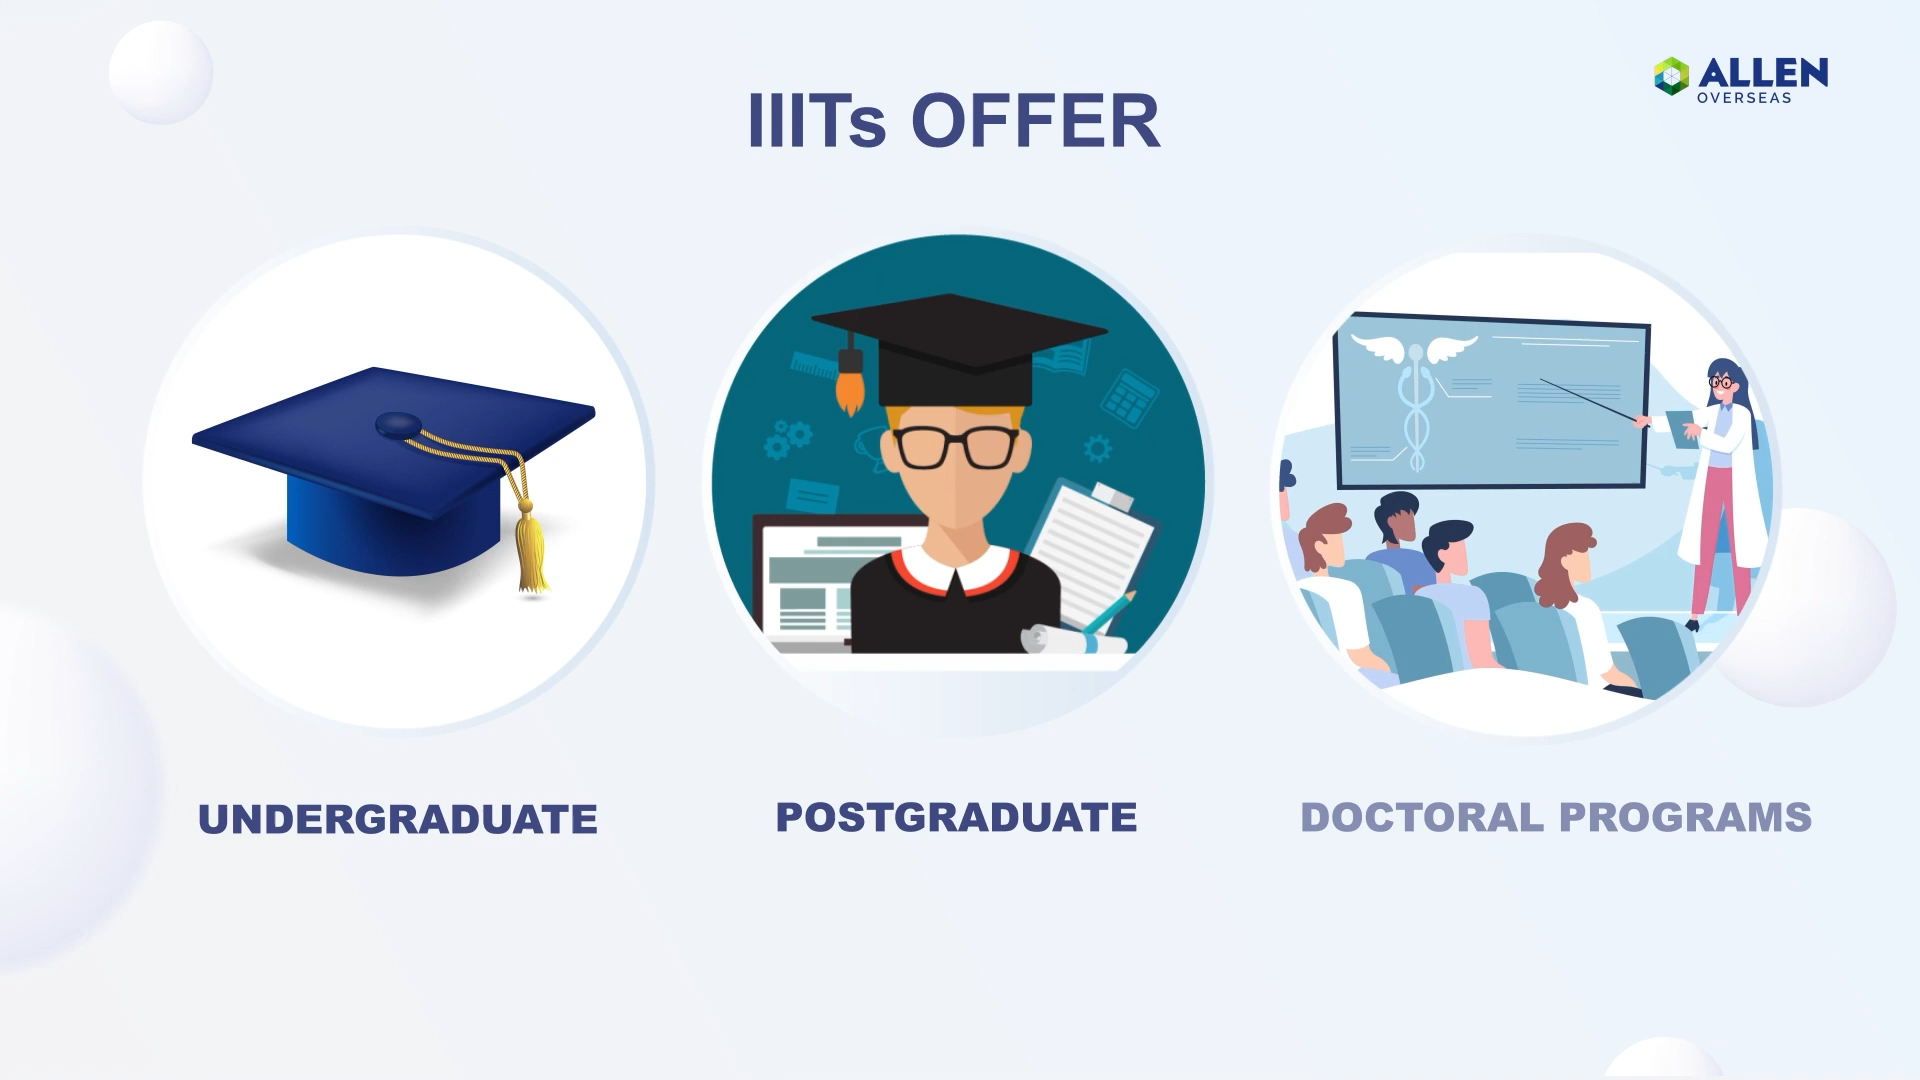 ALLEN
OVERSEAS
IIITs OFFER
UNDERGRADUATE
POSTGRADUATE
DOCTORAL PROGRAMS